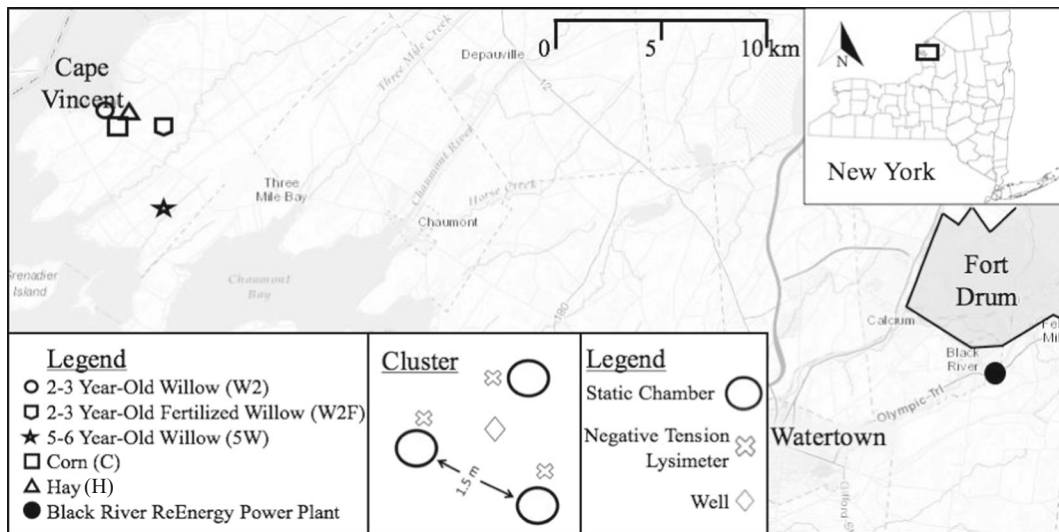 Cape
Vincent
Three Mile Creek
Depauville
12
0 5 10 km
N
New York
Chaumont River
Horse Creek
Three
Mile Bay
Chaumont
Grenadier
Island
Chaumont
Bay
180
Fort
Drum
Calcium
Black
River
Olympic Trl
Watertown
Legend
2-3 Year-Old Willow (W2)
2-3 Year-Old Fertilized Willow (W2F)
5-6 Year-Old Willow (5W)
Corn (C)
Hay (H)
Black River ReEnergy Power Plant
Cluster
1.5 m
Legend
Static Chamber
Negative Tension
Lysimeter
Well